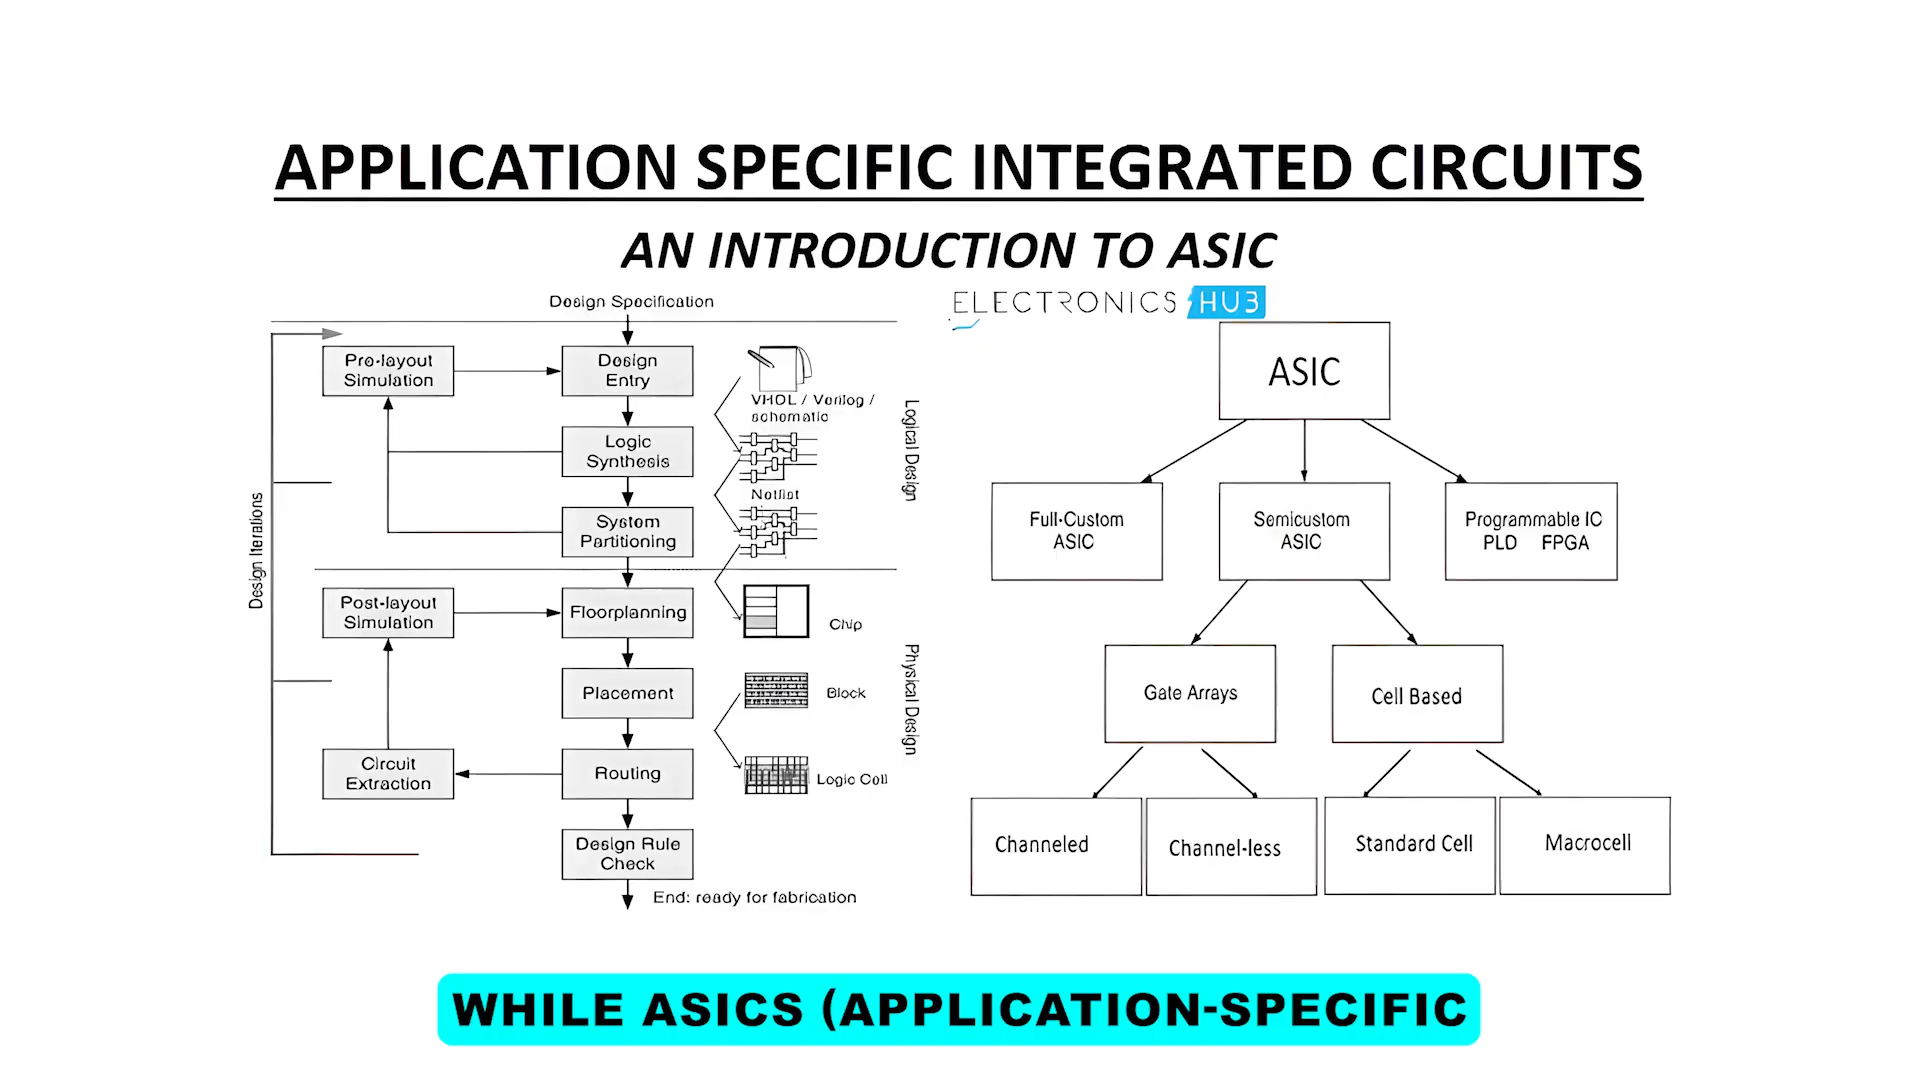 APPLICATION SPECIFIC INTEGRATED CIRCUITS
AN INTRODUCTION TO ASIC
ELECTRONICS HUB
Design Specification
Pre-layout
Simulation
Design
Entry
VHDL / Verilog /
schematic
Logic
Synthesis
Netlist
System
Partitioning
Logical Design
Design Iterations
Post-layout
Simulation
Floorplanning
Chip
Placement
Block
Physical Design
Circuit
Extraction
Routing
Logic Cell
Design Rule
Check
End: ready for fabrication
ASIC
Full-Custom
ASIC
Semicustom
ASIC
Programmable IC
PLD FPGA
Gate Arrays
Cell Based
Channeled
Channel-less
Standard Cell
Macrocell
WHILE ASICS (APPLICATION-SPECIFIC